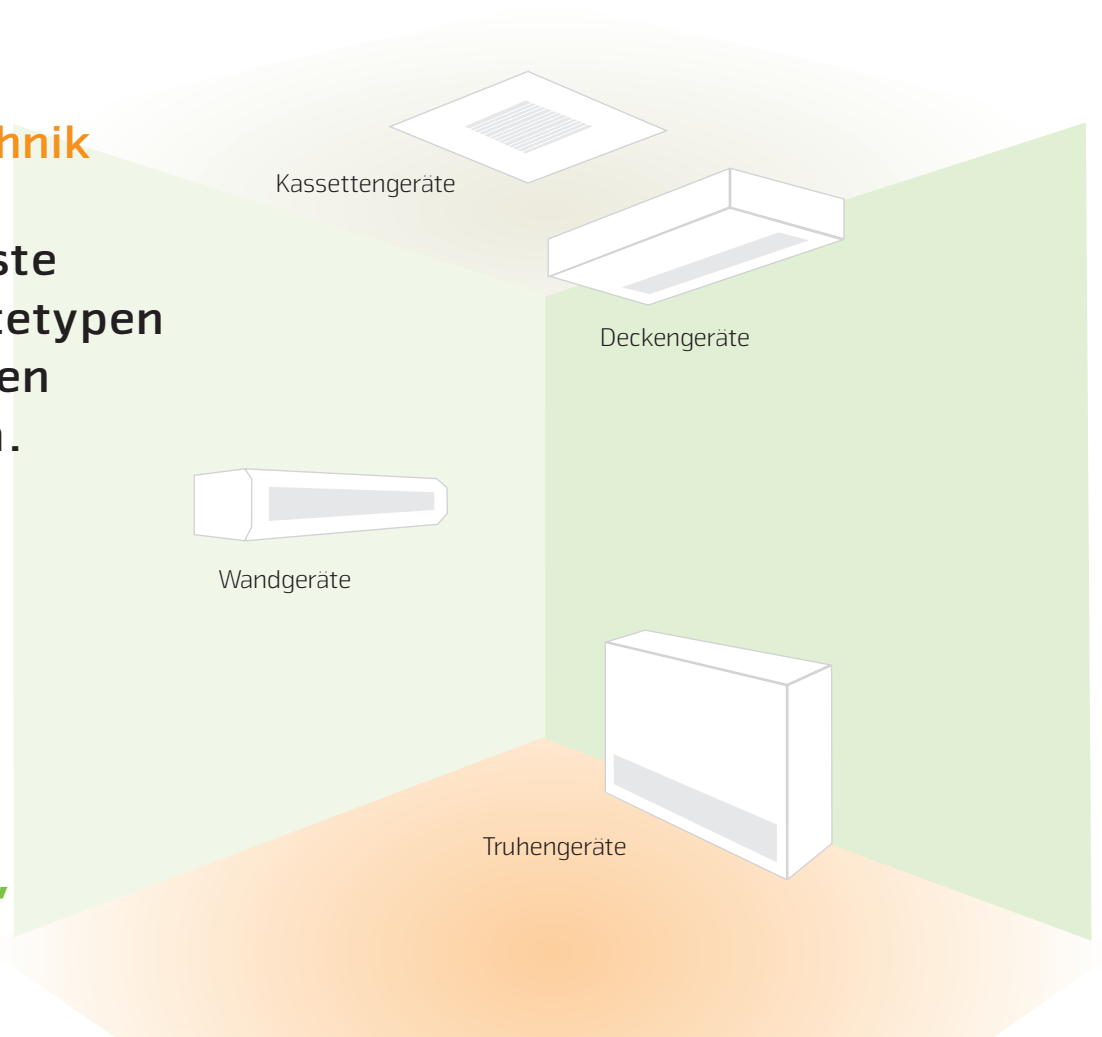 hnik
ste
tetypen
en
.
Kassettengeräte
Deckengeräte
Wandgeräte
Truhengeräte